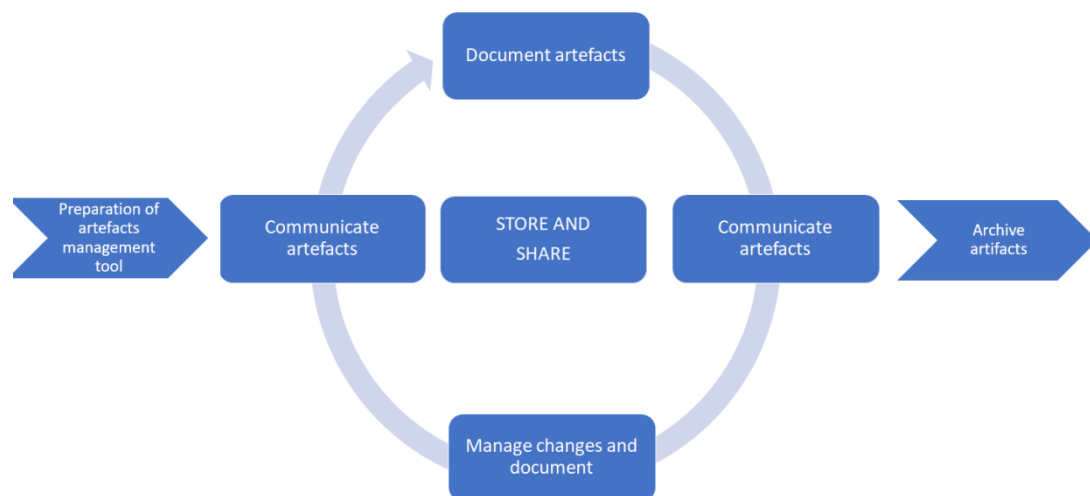 Document artefacts
Preparation of
artefacts
management
tool
Communicate
artefacts
STORE AND
SHARE
Communicate
artefacts
Archive
artifacts
Manage changes and
document